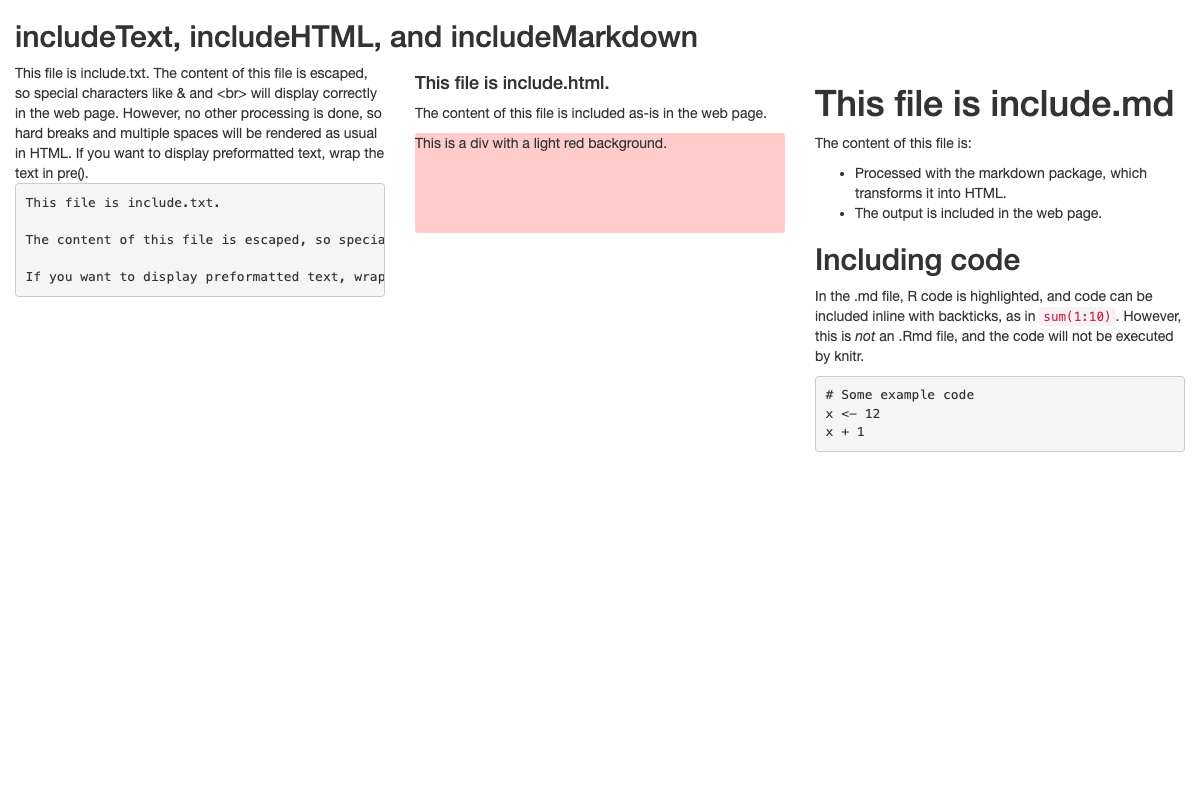 includeText, includeHTML, and includeMarkdown
This file is include.txt. The content of this file is escaped,
so special characters like & and <br> will display correctly
in the web page. However, no other processing is done, so
hard breaks and multiple spaces will be rendered as usual
in HTML. If you want to display preformatted text, wrap the
text in pre().
This file is include.txt.
The content of this file is escaped, so specia
If you want to display preformatted text, wrap
This file is include.html.
The content of this file is included as-is in the web page.
This is a div with a light red background.
This file is include.md
The content of this file is:
• Processed with the markdown package, which
transforms it into HTML.
• The output is included in the web page.
Including code
In the .md file, R code is highlighted, and code can be
included inline with backticks, as in sum(1:10). However,
this is not an .Rmd file, and the code will not be executed
by knitr.
# Some example code
x <- 12
x + 1